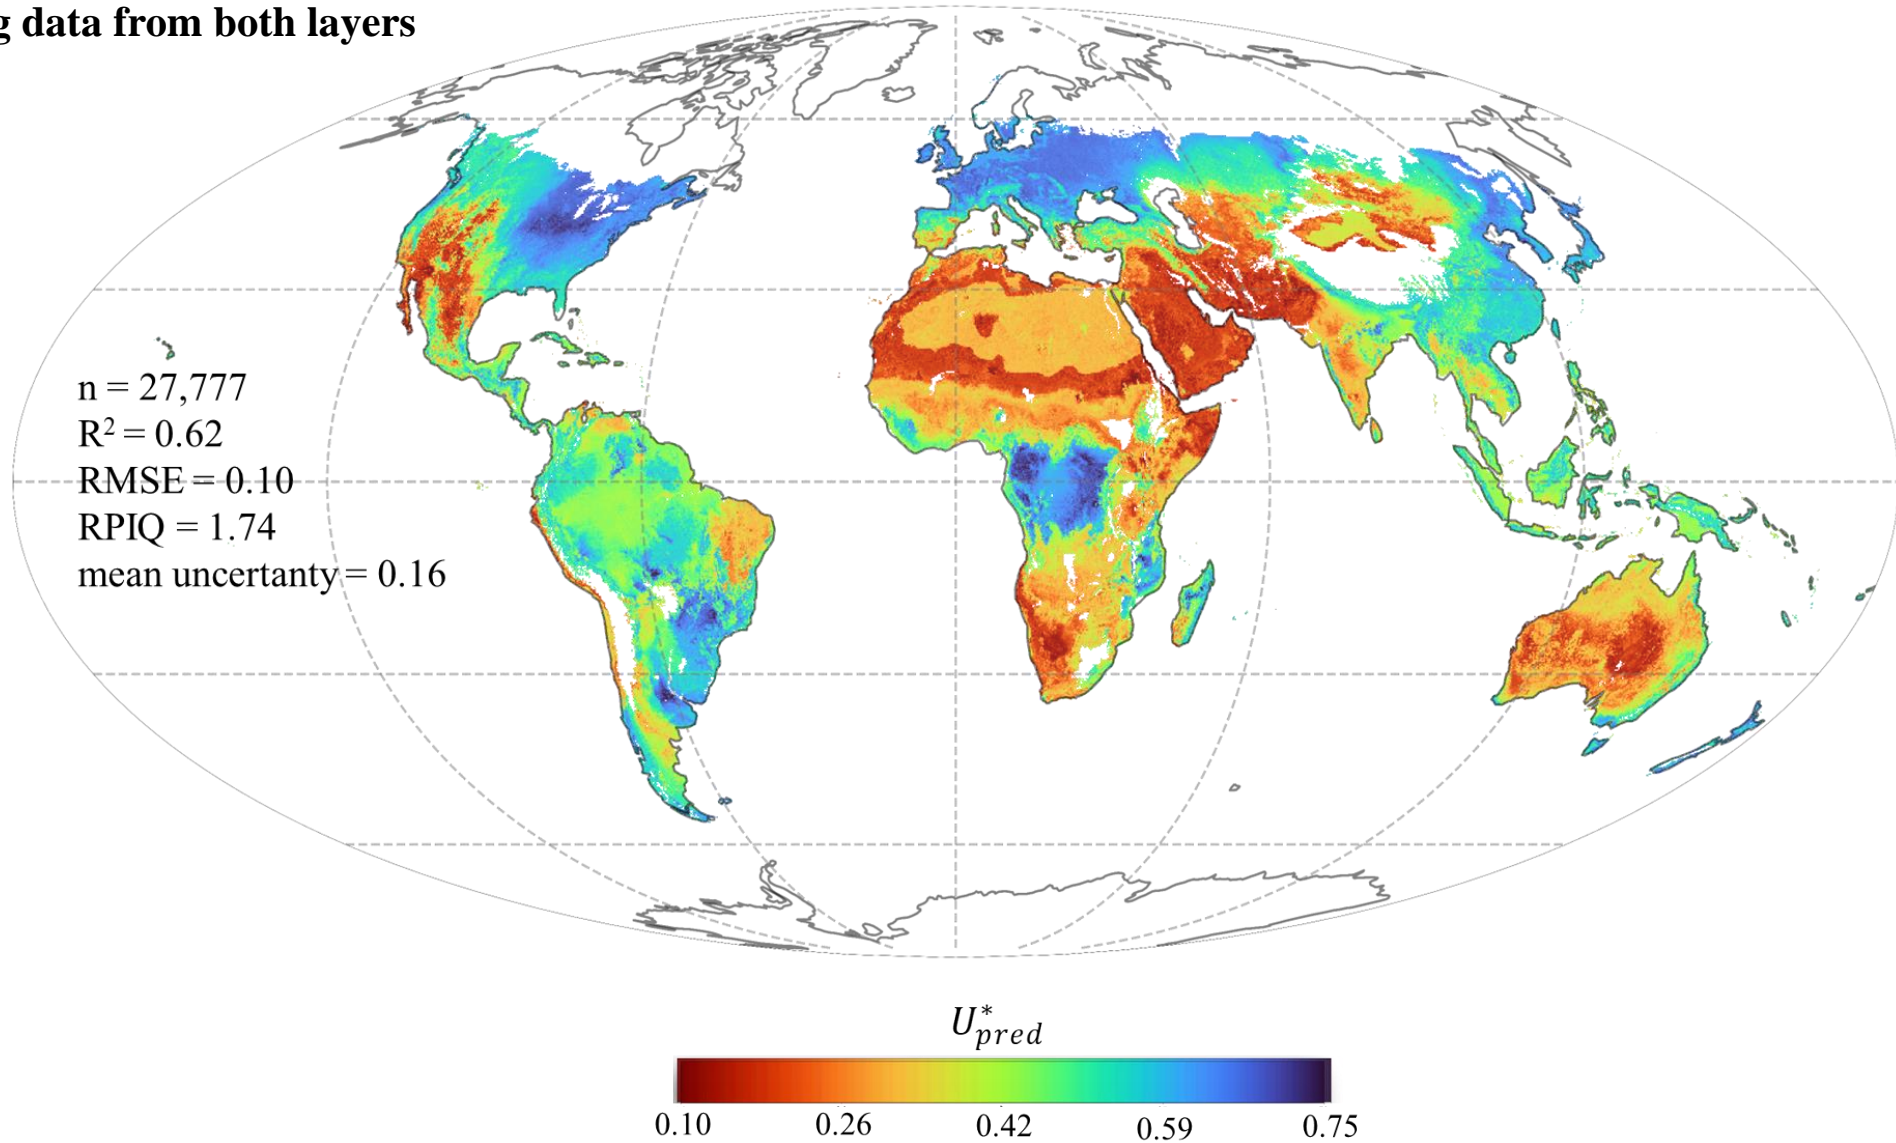 g data from both layers
n = 27,777
R² = 0.62
RMSE = 0.10
RPIQ = 1.74
mean uncertanty = 0.16
U*pred
0.10 0.26 0.42 0.59 0.75